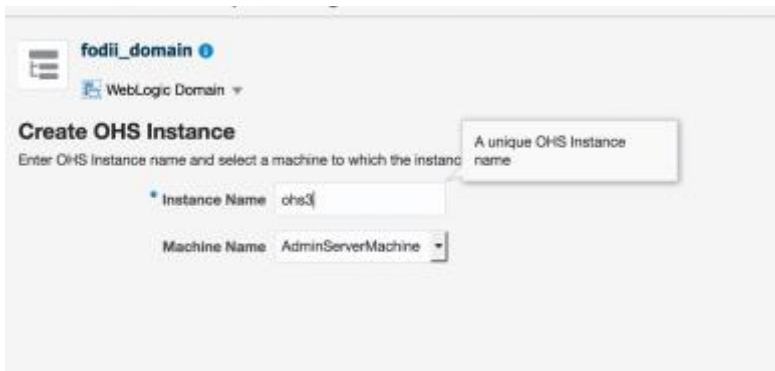 fodii_domain
WebLogic Domain
Create OHS Instance
Enter OHS Instance name and select a machine to which the instanc
A unique OHS Instance
name
* Instance Name ohs3
Machine Name AdminServerMachine